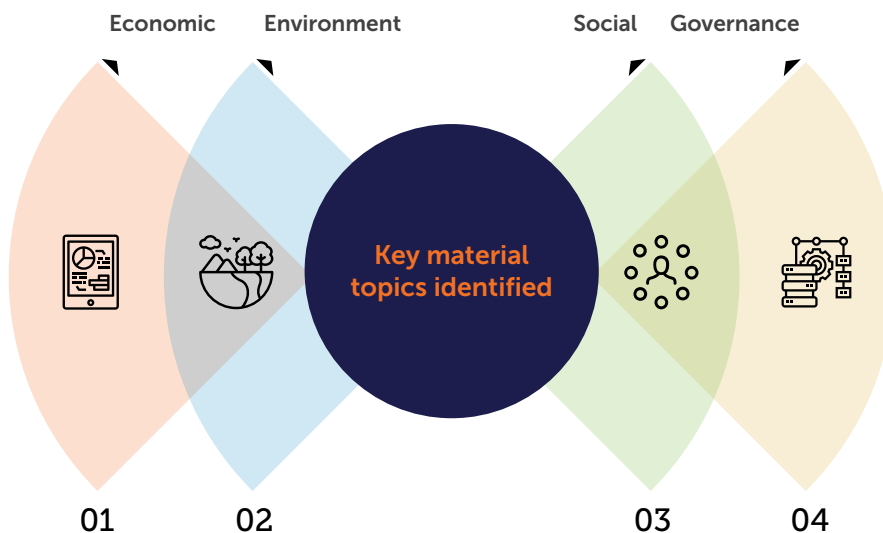 Economic
Environment
Social
Governance
Key material
topics identified
01
02
03
04